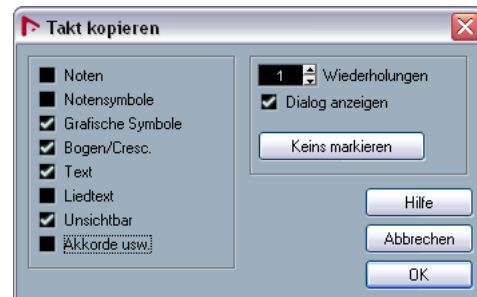 Takt kopieren
Noten
Notensymbole
Grafische Symbole
Bogen/Cresc.
Text
Liedtext
Unsichtbar
Akkorde usw.
1 Wiederholungen
Dialog anzeigen
Keins markieren
Hilfe
Abbrechen
OK